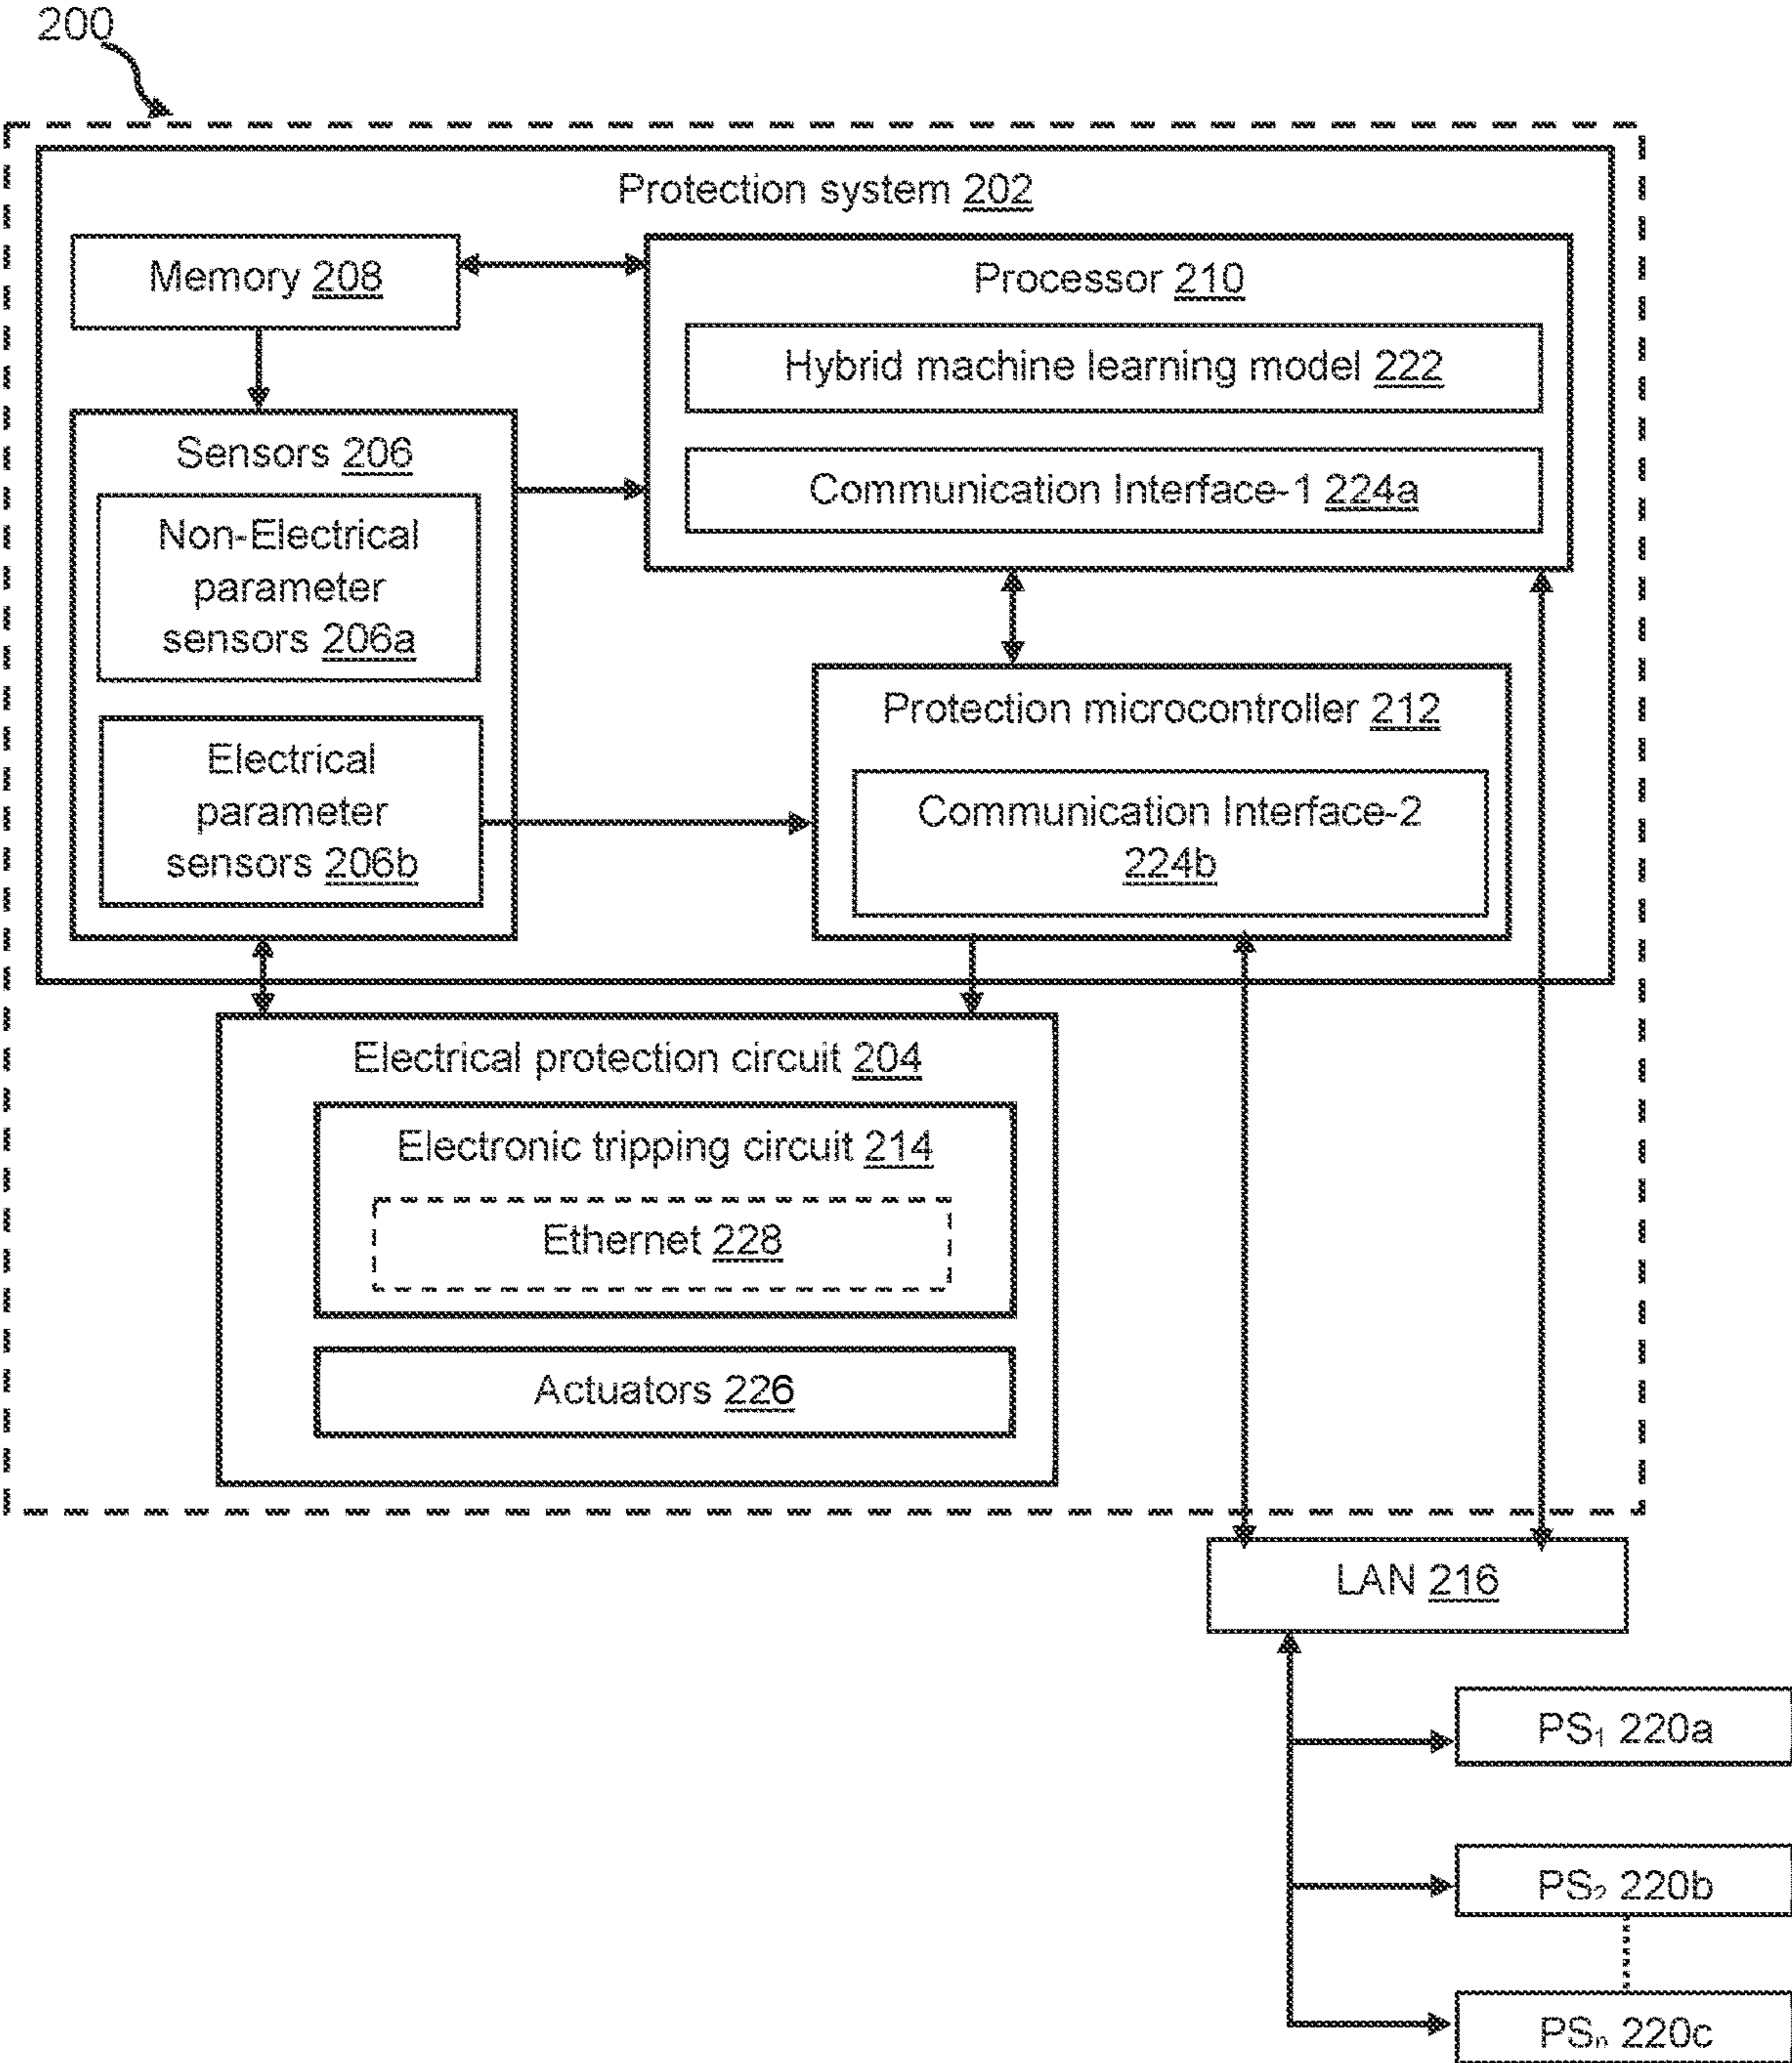 200
Protection system 202
Memory 208
Processor 210
Hybrid machine learning model 222
Communication Interface-1 224a
Sensors 206
Non-Electrical
parameter
sensors 206a
Electrical
parameter
sensors 206b
Protection microcontroller 212
Communication Interface-2
224b
Electrical protection circuit 204
Electronic tripping circuit 214
Ethernet 228
Actuators 226
LAN 216
PS₁ 220a
PS₂ 220b
PSₙ 220c